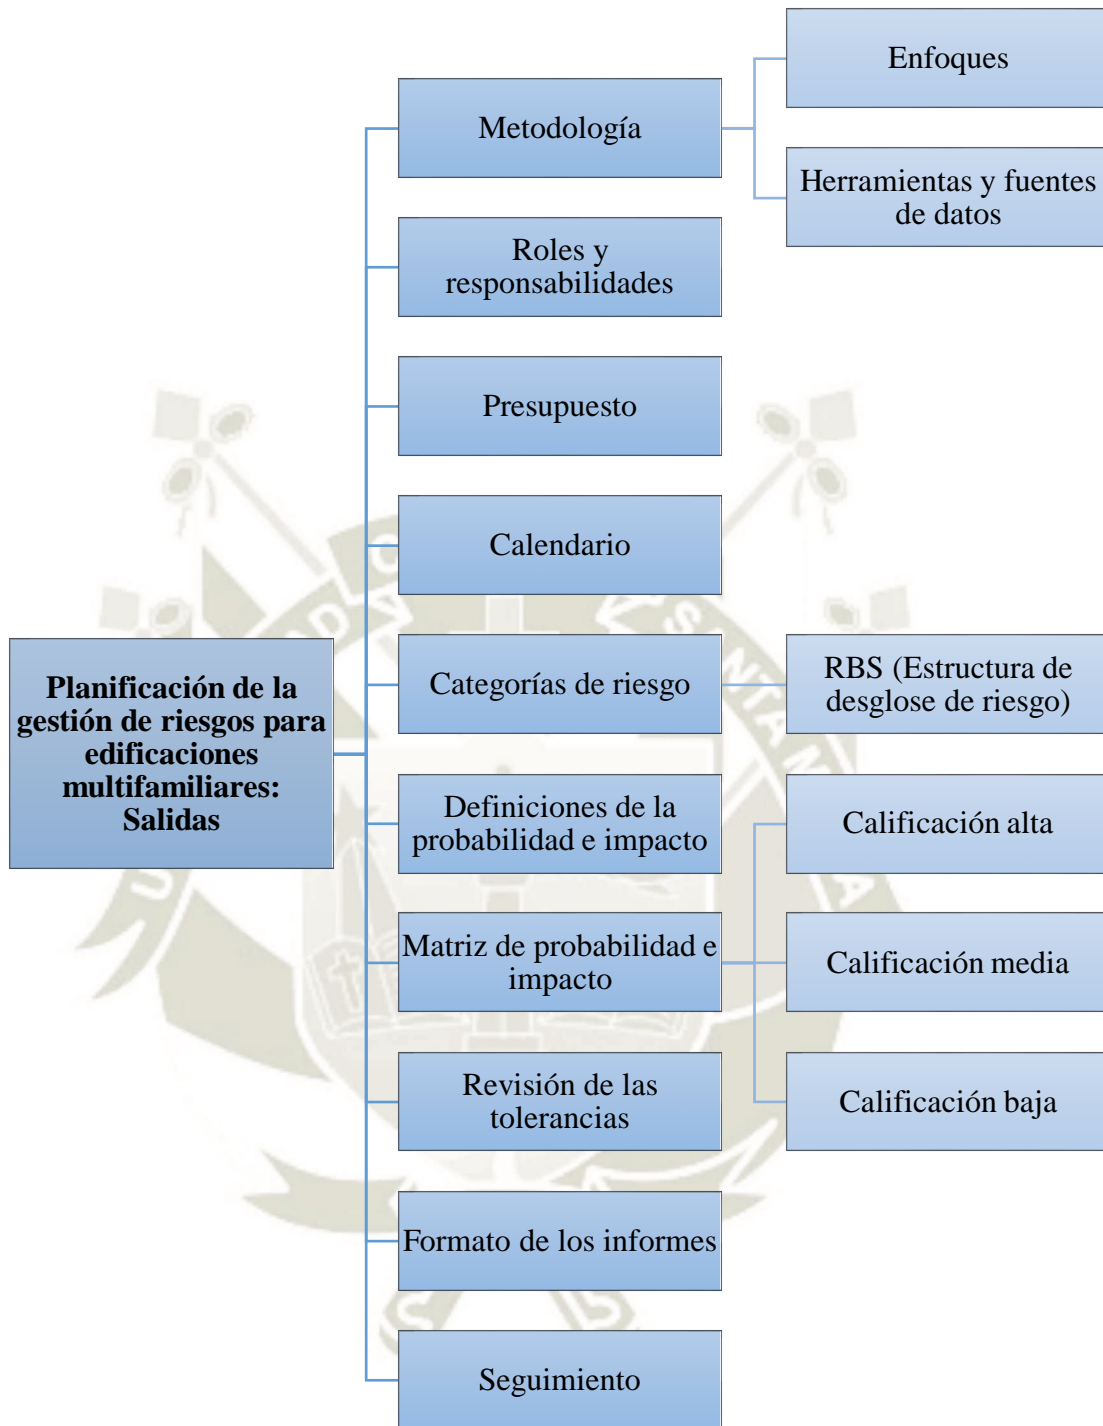 Planificación de la
gestión de riesgos para
edificaciones
multifamiliares:
Salidas
Metodología
Enfoques
Herramientas y fuentes
de datos
Roles y
responsabilidades
Presupuesto
Calendario
Categorías de riesgo
RBS (Estructura de
desglose de riesgo)
Definiciones de la
probabilidad e impacto
Matriz de probabilidad e
impacto
Calificación alta
Calificación media
Calificación baja
Revisión de las
tolerancias
Formato de los informes
Seguimiento